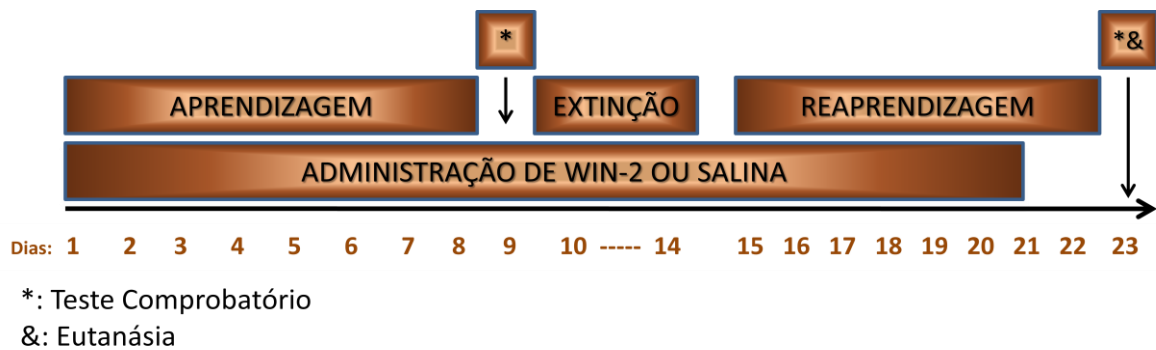 * *&
APRENDIZAGEM EXTINÇÃO REAPRENDIZAGEM
ADMINISTRAÇÃO DE WIN-2 OU SALINA
Dias: 1 2 3 4 5 6 7 8 9 10 ----- 14 15 16 17 18 19 20 21 22 23
*: Teste Comprobatório
&: Eutanásia